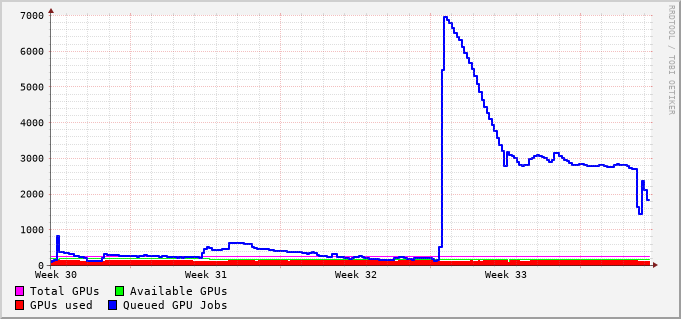 7000
6000
5000
4000
3000
2000
1000
0
Week 30 Week 31 Week 32 Week 33
Total GPUs Available GPUs
GPUs used Queued GPU Jobs
RRDTOOL / TOBI OETIKER